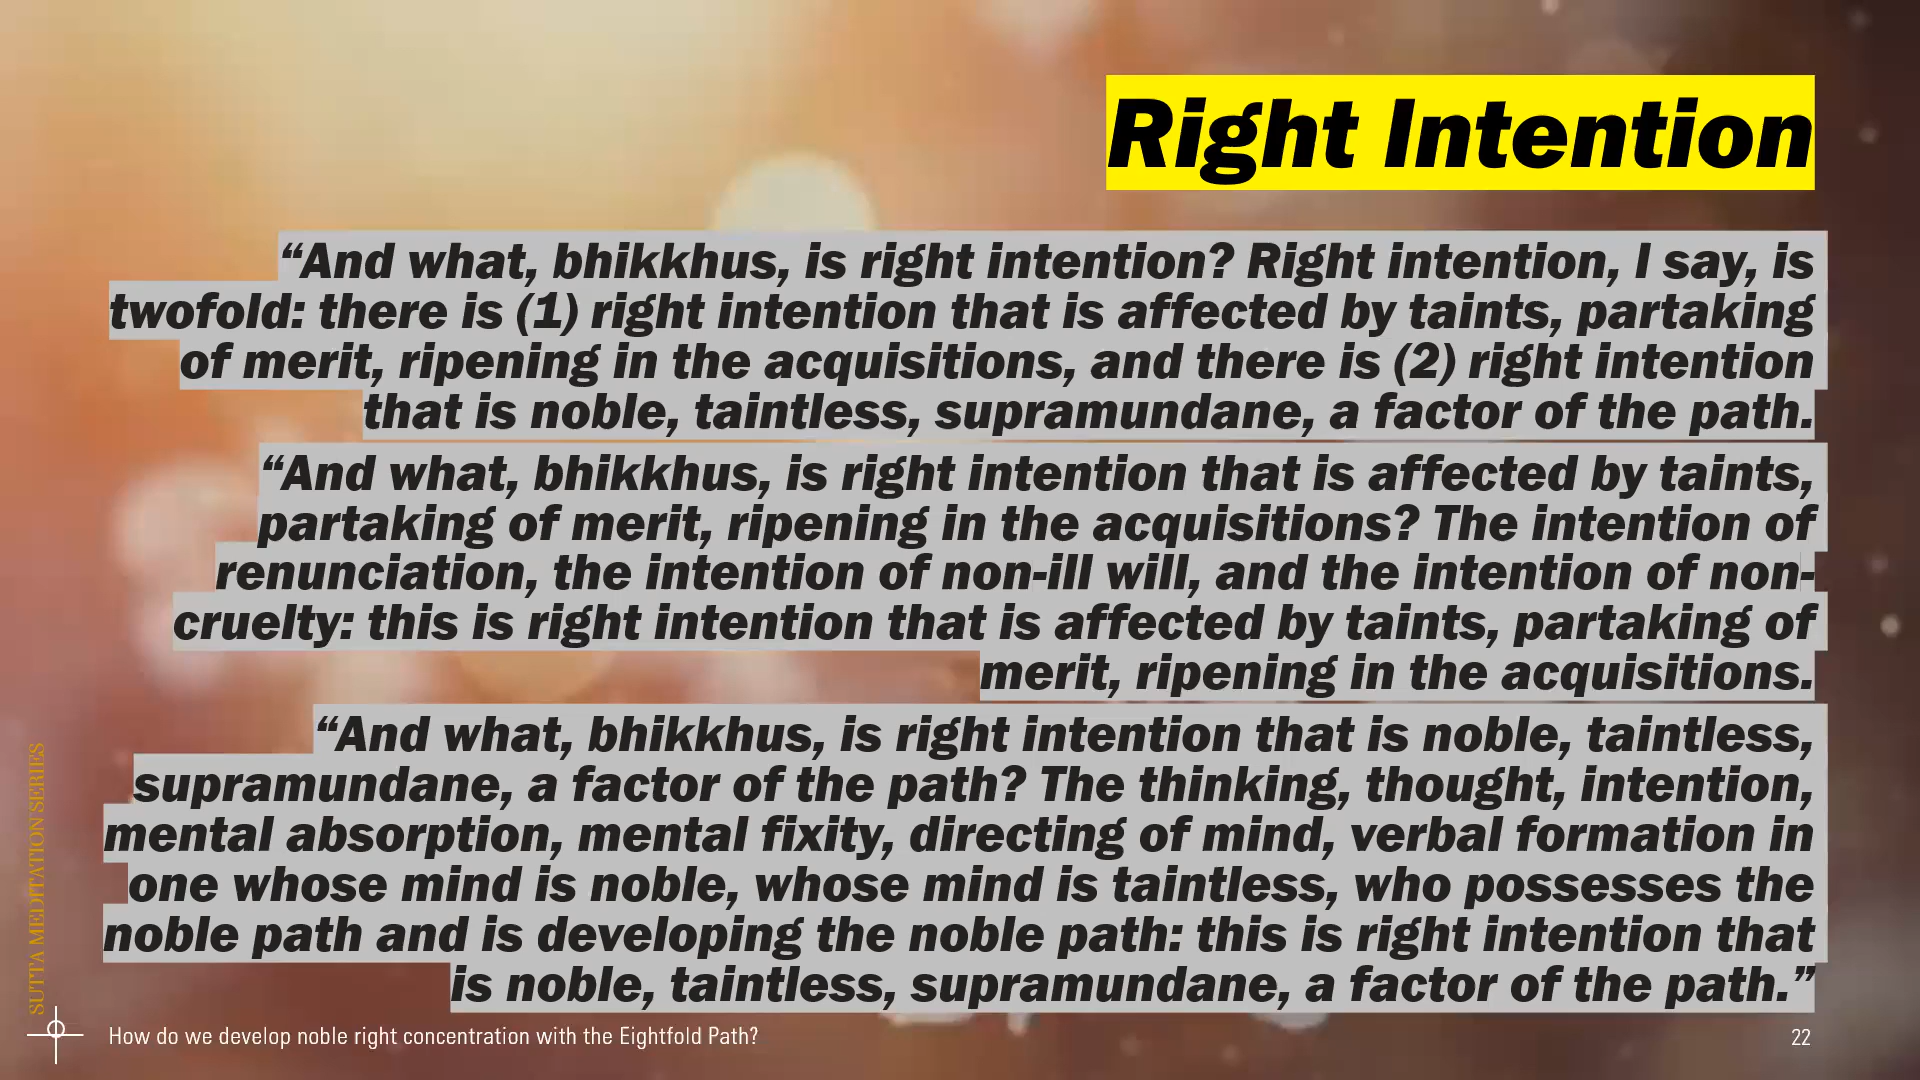 Right Intention
“And what, bhikkhus, is right intention? Right intention, I say, is
twofold: there is (1) right intention that is affected by taints, partaking
of merit, ripening in the acquisitions, and there is (2) right intention
that is noble, taintless, supramundane, a factor of the path.
“And what, bhikkhus, is right intention that is affected by taints,
partaking of merit, ripening in the acquisitions? The intention of
renunciation, the intention of non-ill will, and the intention of non-
cruelty: this is right intention that is affected by taints, partaking of
merit, ripening in the acquisitions.
“And what, bhikkhus, is right intention that is noble, taintless,
supramundane, a factor of the path? The thinking, thought, intention,
mental absorption, mental fixity, directing of mind, verbal formation in
one whose mind is noble, whose mind is taintless, who possesses the
noble path and is developing the noble path: this is right intention that
is noble, taintless, supramundane, a factor of the path.”
SUTTA MEDITATION SERIES
How do we develop noble right concentration with the Eightfold Path?
22